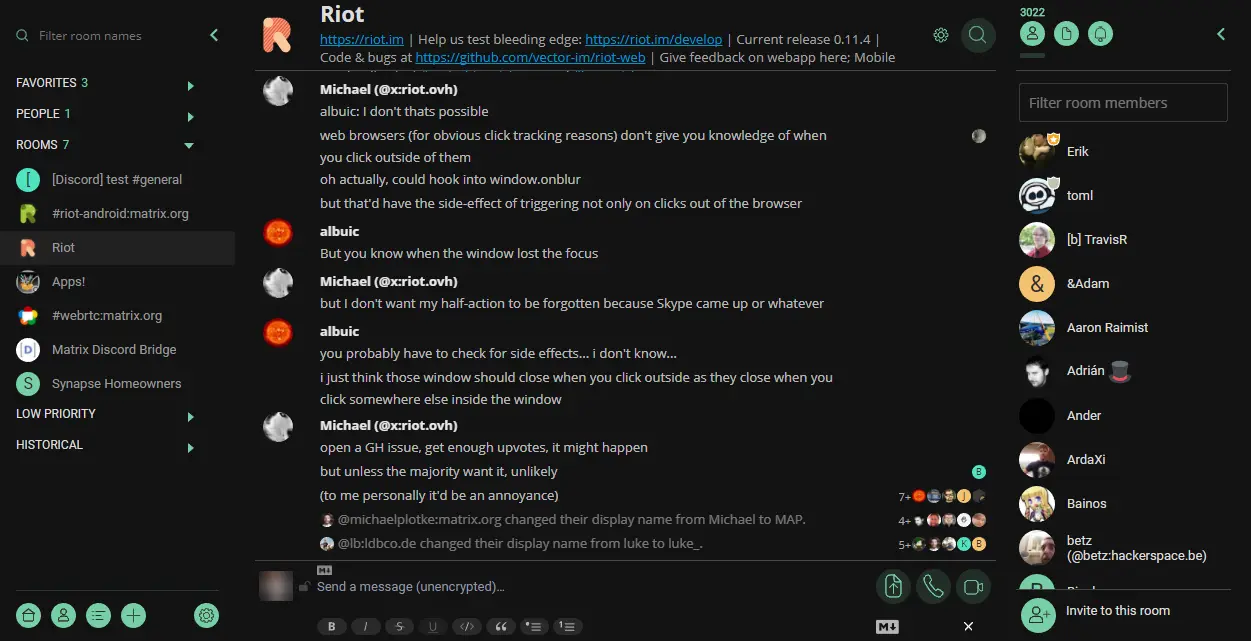 Filter room names
FAVORITES 3
PEOPLE 1
ROOMS 7
[
[Discord] test #general
#riot-android:matrix.org
Riot
Apps!
#webrtc:matrix.org
[D]
Matrix Discord Bridge
S
Synapse Homeowners
LOW PRIORITY
HISTORICAL
Riot
https://riot.im | Help us test bleeding edge: https://riot.im/develop | Current release 0.11.4 |
Code & bugs at https://github.com/vector-im/riot-web | Give feedback on webapp here; Mobile
Michael (@x:riot.ovh)
albuic: I don't thats possible
web browsers (for obvious click tracking reasons) don't give you knowledge of when
you click outside of them
oh actually, could hook into window.onblur
but that'd have the side-effect of triggering not only on clicks out of the browser
albuic
But you know when the window lost the focus
Michael (@x:riot.ovh)
but I don't want my half-action to be forgotten because Skype came up or whatever
albuic
you probably have to check for side effects... i don't know...
i just think those window should close when you click outside as they close when you
click somewhere else inside the window
Michael (@x:riot.ovh)
open a GH issue, get enough upvotes, it might happen
but unless the majority want it, unlikely
B
(to me personally it'd be an annoyance)
7+
J
@michaelplotke:matrix.org changed their display name from Michael to MAP.
4+
@lb:ldbco.de changed their display name from luke to luke_.
5+
K
B
M↓
Send a message (unencrypted)...
B
I
S
U
</>
“
M↓
3022
Filter room members
Erik
toml
[b] TravisR
&
&Adam
Aaron Raimist
Adrián 🎩
Ander
ArdaXi
Bainos
betz
(@betz:hackerspace.be)
Invite to this room